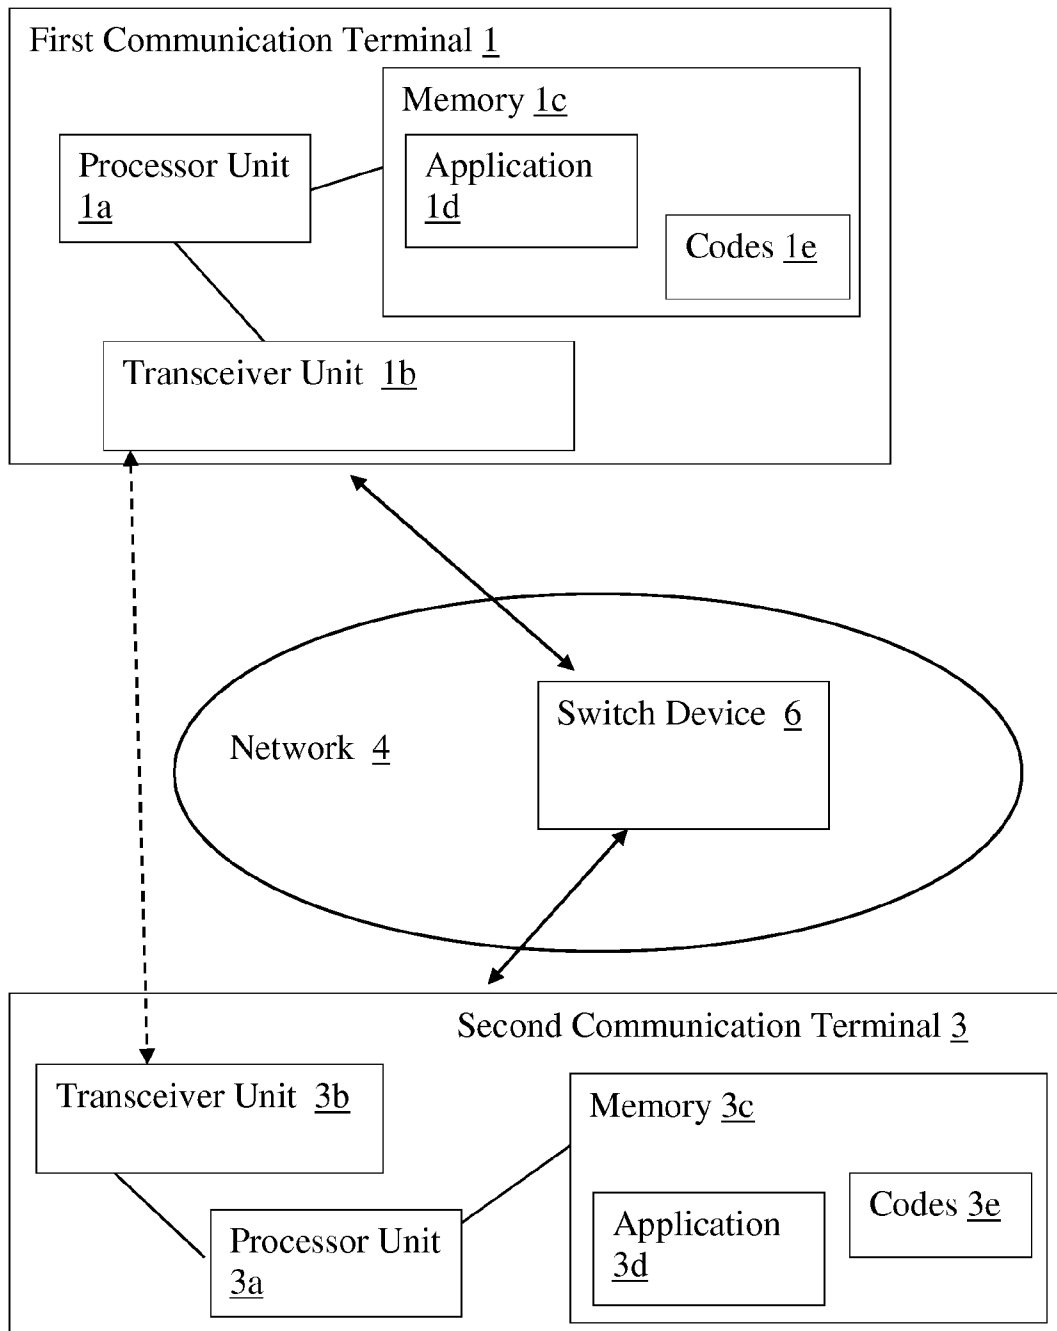 First Communication Terminal 1
Memory 1c
Processor Unit
1a
Application
1d
Codes 1e
Transceiver Unit 1b
Switch Device 6
Network 4
Second Communication Terminal 3
Transceiver Unit 3b
Memory 3c
Codes 3e
Processor Unit
3a
Application
3d